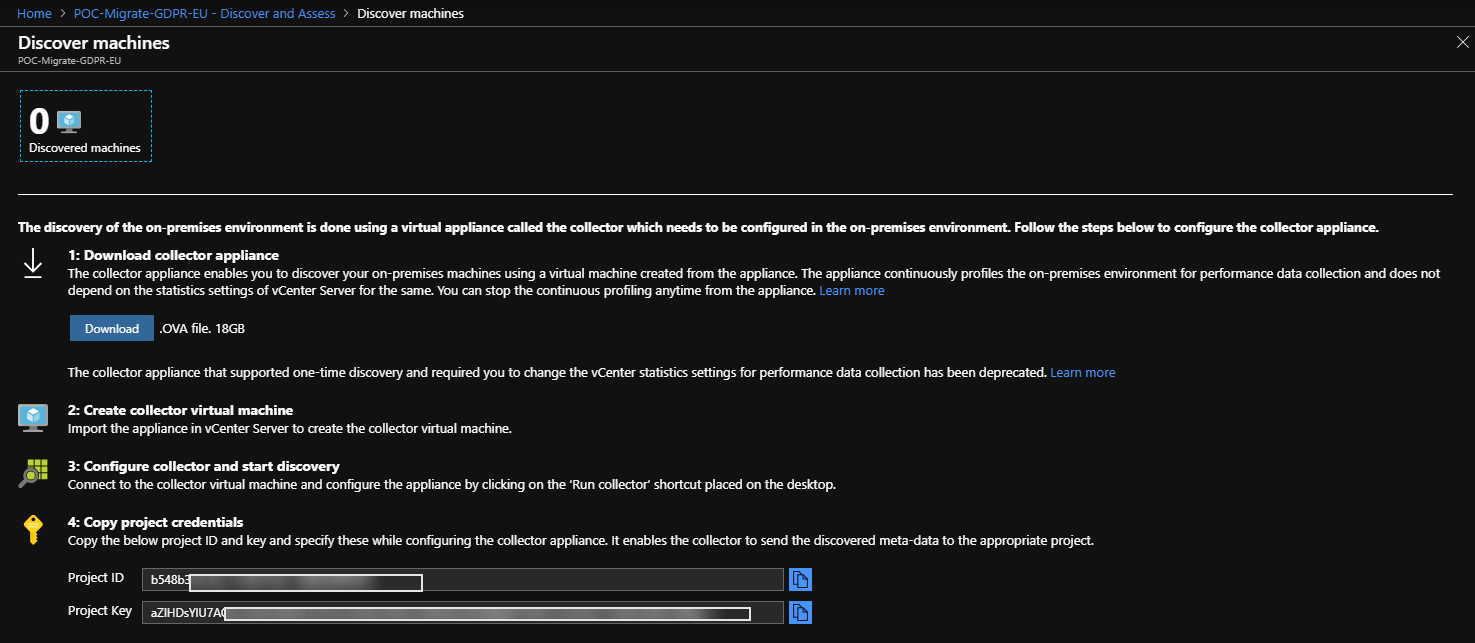 Home > POC-Migrate-GDPR-EU - Discover and Assess > Discover machines
Discover machines
POC-Migrate-GDPR-EU
0
Discovered machines
The discovery of the on-premises environment is done using a virtual appliance called the collector which needs to be configured in the on-premises environment. Follow the steps below to configure the collector appliance.
1: Download collector appliance
The collector appliance enables you to discover your on-premises machines using a virtual machine created from the appliance. The appliance continuously profiles the on-premises environment for performance data collection and does not
depend on the statistics settings of vCenter Server for the same. You can stop the continuous profiling anytime from the appliance. Learn more
Download .OVA file. 18GB
The collector appliance that supported one-time discovery and required you to change the vCenter statistics settings for performance data collection has been deprecated. Learn more
2: Create collector virtual machine
Import the appliance in vCenter Server to create the collector virtual machine.
3: Configure collector and start discovery
Connect to the collector virtual machine and configure the appliance by clicking on the ‘Run collector’ shortcut placed on the desktop.
4: Copy project credentials
Copy the below project ID and key and specify these while configuring the collector appliance. It enables the collector to send the discovered meta-data to the appropriate project.
Project ID b548b3
Project Key